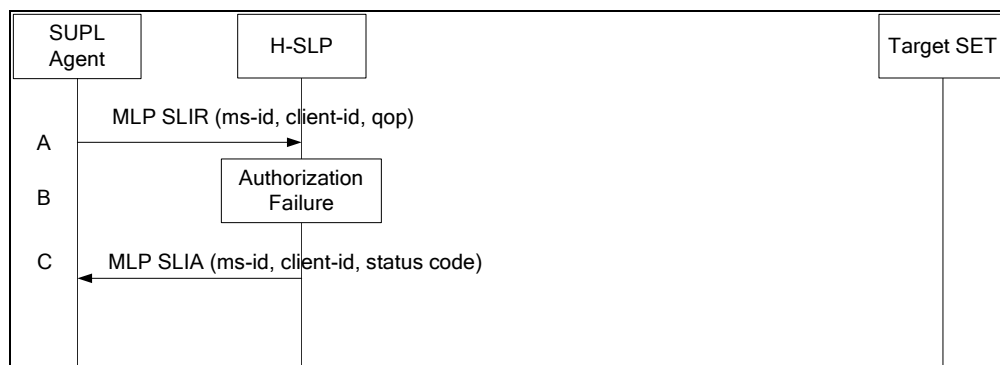 SUPL
Agent
H-SLP
Target SET
MLP SLIR (ms-id, client-id, qop)
A
Authorization
Failure
B
C
MLP SLIA (ms-id, client-id, status code)